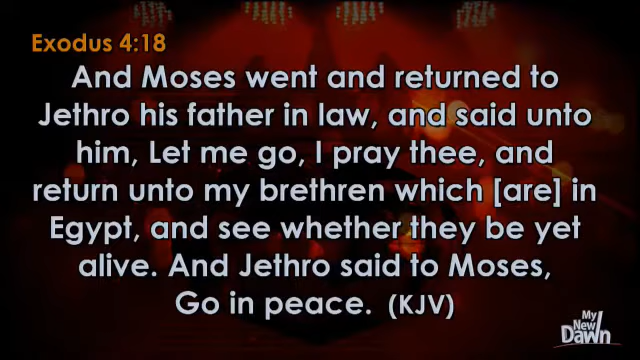 Exodus 4:18
And Moses went and returned to
Jethro his father in law, and said unto
him, Let me go, I pray thee, and
return unto my brethren which [are] in
Egypt, and see whether they be yet
alive. And Jethro said to Moses,
Go in peace. (KJV)
My
New
Dawn